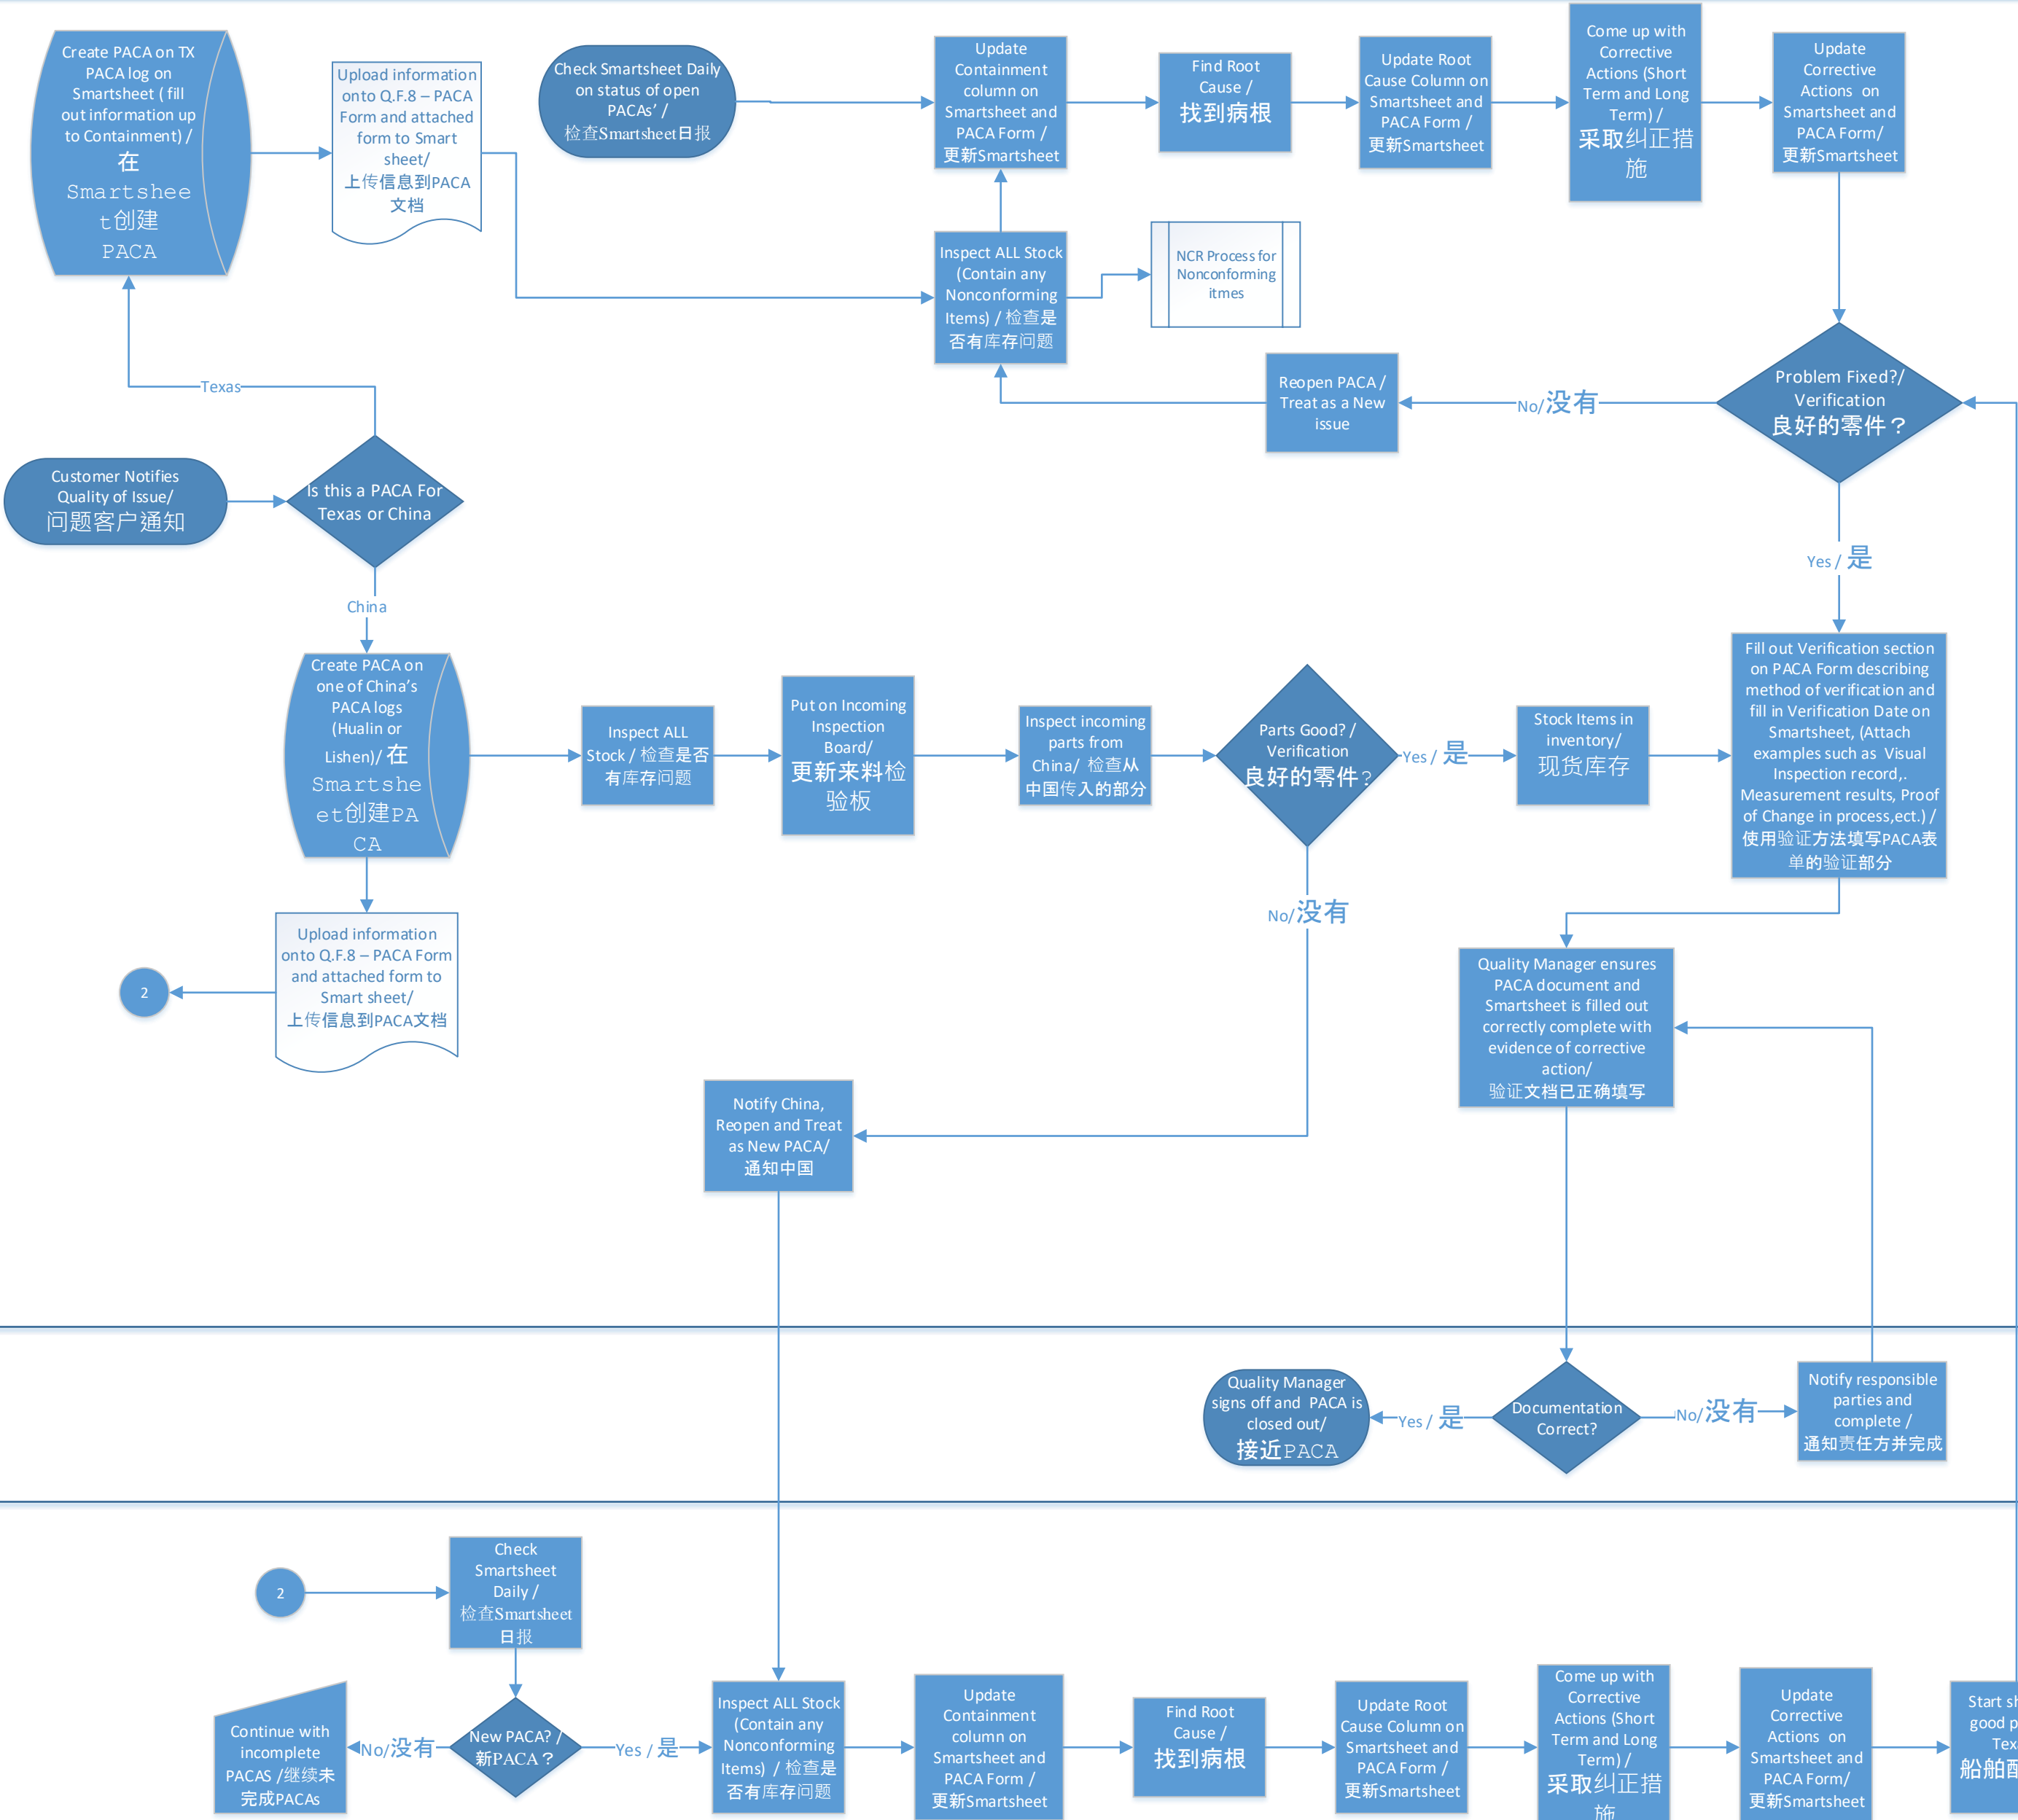 Create PACA on TX
PACA log on
Smartsheet ( fill
out information up
to Containment) /
在
Smartshee
t创建
PACA
Upload information
onto Q.F.8 – PACA
Form and attached
form to Smart
sheet/
上传信息到PACA
文档
Check Smartsheet Daily
on status of open
PACAs’ /
检查Smartsheet日报
Update
Containment
column on
Smartsheet and
PACA Form /
更新Smartsheet
Find Root
Cause /
找到病根
Update Root
Cause Column on
Smartsheet and
PACA Form /
更新Smartsheet
Come up with
Corrective
Actions (Short
Term and Long
Term) /
采取纠正措
施
Update
Corrective
Actions on
Smartsheet and
PACA Form/
更新Smartsheet
Inspect ALL Stock
(Contain any
Nonconforming
Items) / 检查是
否有库存问题
NCR Process for
Nonconforming
itmes
Reopen PACA /
Treat as a New
issue
No/没有
Problem Fixed?/
Verification
良好的零件？
Texas
Customer Notifies
Quality of Issue/
问题客户通知
Is this a PACA For
Texas or China
China
Yes / 是
Create PACA on
one of China’s
PACA logs
(Hualin or
Lishen)/ 在
Smartshe
et创建PA
CA
Inspect ALL
Stock / 检查是否
有库存问题
Put on Incoming
Inspection
Board/
更新来料检
验板
Inspect incoming
parts from
China/ 检查从
中国传入的部分
Parts Good? /
Verification
良好的零件?
Yes / 是
Stock Items in
inventory/
现货库存
Fill out Verification section
on PACA Form describing
method of verification and
fill in Verification Date on
Smartsheet, (Attach
examples such as Visual
Inspection record,.
Measurement results, Proof
of Change in process,ect.) /
使用验证方法填写PACA表
单的验证部分
No/没有
Upload information
onto Q.F.8 – PACA Form
and attached form to
Smart sheet/
上传信息到PACA文档
2
Quality Manager ensures
PACA document and
Smartsheet is filled out
correctly complete with
evidence of corrective
action/
验证文档已正确填写
Notify China,
Reopen and Treat
as New PACA/
通知中国
Quality Manager
signs off and PACA is
closed out/
接近PACA
Yes / 是
Documentation
Correct?
No/没有
Notify responsible
parties and
complete /
通知责任方并完成
2
Check
Smartsheet
Daily /
检查Smartsheet
日报
Continue with
incomplete
PACAS /继续未
完成PACAs
No/没有
New PACA? /
新PACA？
Yes / 是
Inspect ALL Stock
(Contain any
Nonconforming
Items) / 检查是
否有库存问题
Update
Containment
column on
Smartsheet and
PACA Form /
更新Smartsheet
Find Root
Cause /
找到病根
Update Root
Cause Column on
Smartsheet and
PACA Form /
更新Smartsheet
Come up with
Corrective
Actions (Short
Term and Long
Term) /
采取纠正措
施
Update
Corrective
Actions on
Smartsheet and
PACA Form/
更新Smartsheet
Start
good
船舶